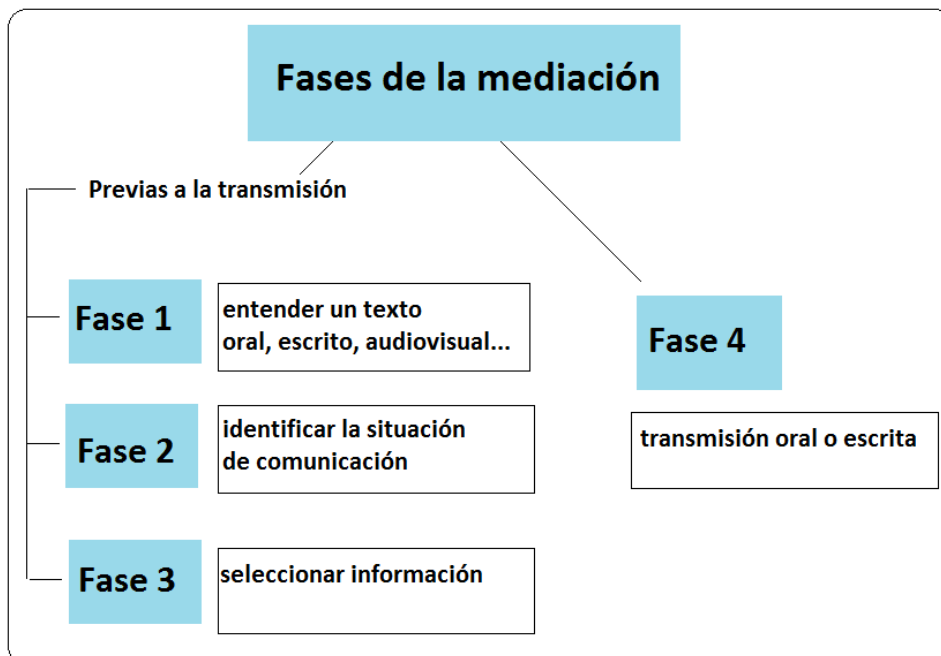 Fases de la mediación
Previas a la transmisión
Fase 1
entender un texto
oral, escrito, audiovisual...
Fase 2
identificar la situación
de comunicación
Fase 3
seleccionar información
Fase 4
transmisión oral o escrita